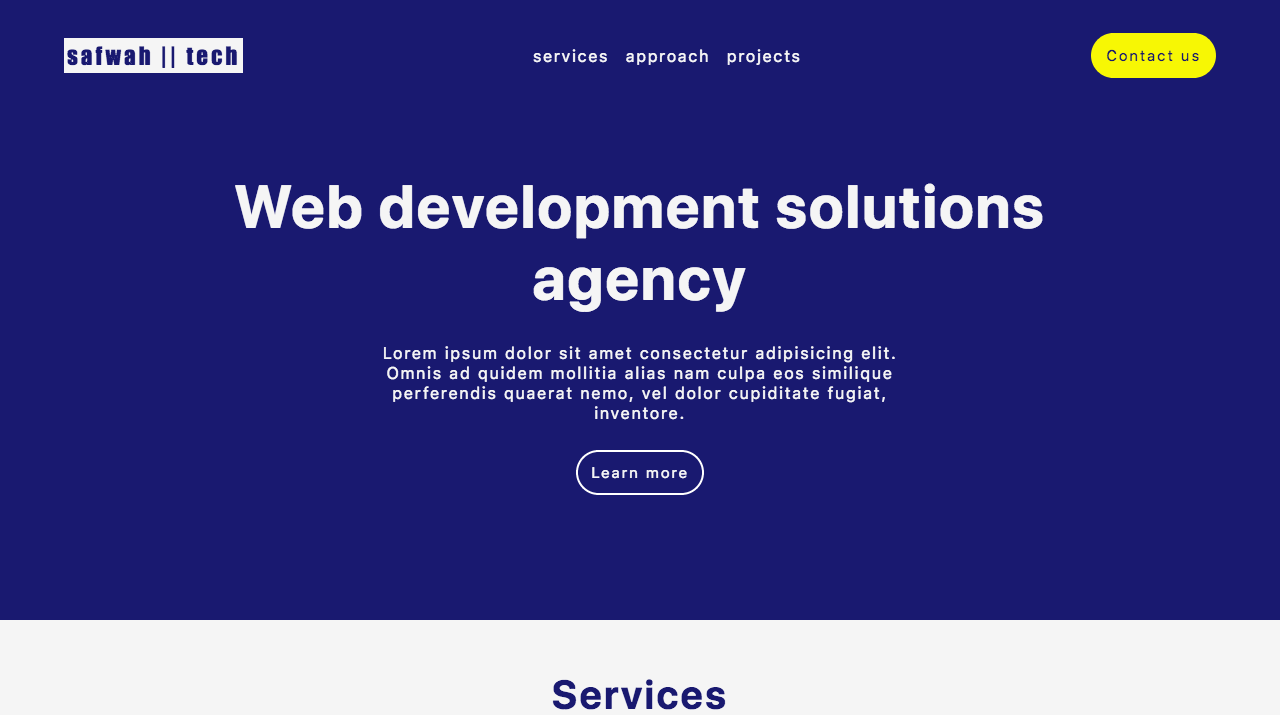 safwah || tech
services approach projects
Contact us
Web development solutions
agency
Lorem ipsum dolor sit amet consectetur adipisicing elit.
Omnis ad quidem mollitia alias nam culpa eos similique
perferendis quaerat nemo, vel dolor cupiditate fugiat,
inventore.
Learn more
Services